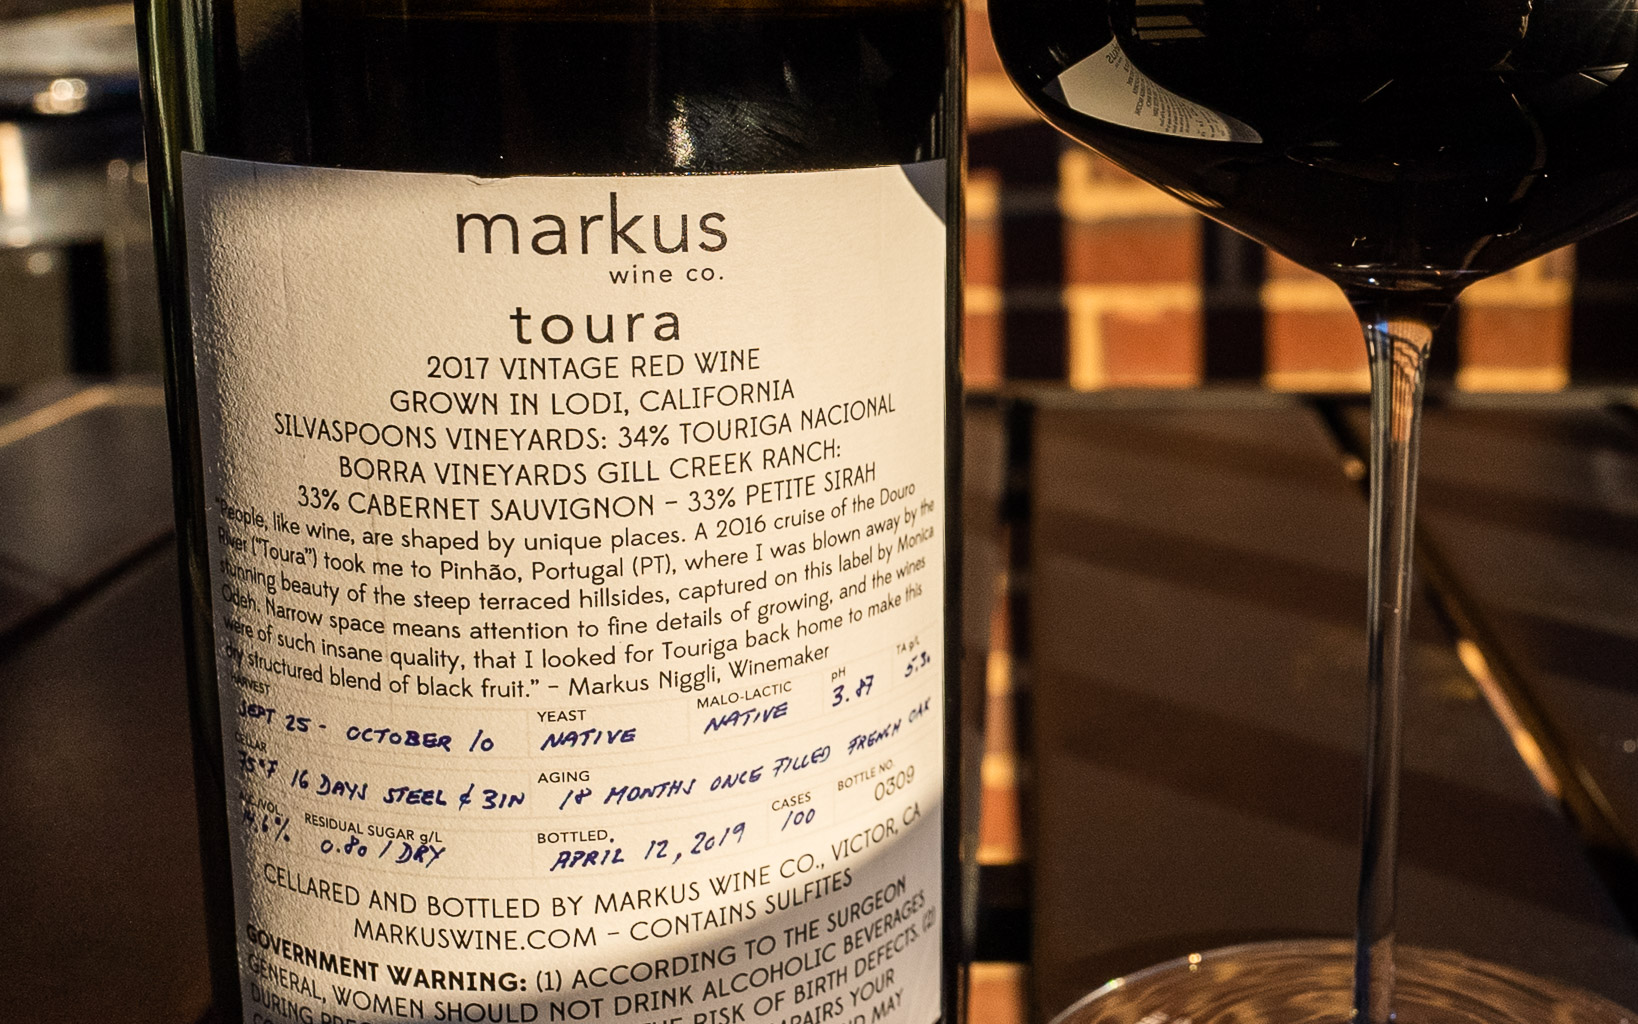 markus
wine co.
toura
2017 VINTAGE RED WINE
GROWN IN LODI, CALIFORNIA
SILVASPOONS VINEYARDS: 34% TOURIGA NACIONAL
BORRA VINEYARDS GILL CREEK RANCH:
33% CABERNET SAUVIGNON – 33% PETITE SIRAH
"People, like wine, are shaped by unique places. A 2016 cruise of the Douro
River ("Toura") took me to Pinhão, Portugal (PT), where I was blown away by the
stunning beauty of the steep terraced hillsides, captured on this label by Monica
Odeh. Narrow space means attention to fine details of growing, and the wines
were of such insane quality, that I looked for Touriga back home to make this
dry structured blend of black fruit." – Markus Niggli, Winemaker
HARVEST YEAST MALO-LACTIC pH TA g/L
SEPT 25 - OCTOBER 10 NATIVE NATIVE 3.87
CELLAR AGING BOTTLE NO.
75°F 16 DAYS STEEL & BIN 18 MONTHS ONCE FILLED FRENCH OAK
ALC/VOL. RESIDUAL SUGAR g/L BOTTLED. CASES 0309
14.6% 0.80 / DRY APRIL 12, 2019 100
CELLARED AND BOTTLED BY MARKUS WINE CO., VICTOR, CA
MARKUSWINE.COM – CONTAINS SULFITES
GOVERNMENT WARNING: (1) ACCORDING TO THE SURGEON
GENERAL, WOMEN SHOULD NOT DRINK ALCOHOLIC BEVERAGES
DURING RISK OF BIRTH DEFECTS. (2)
YOUR
MAY